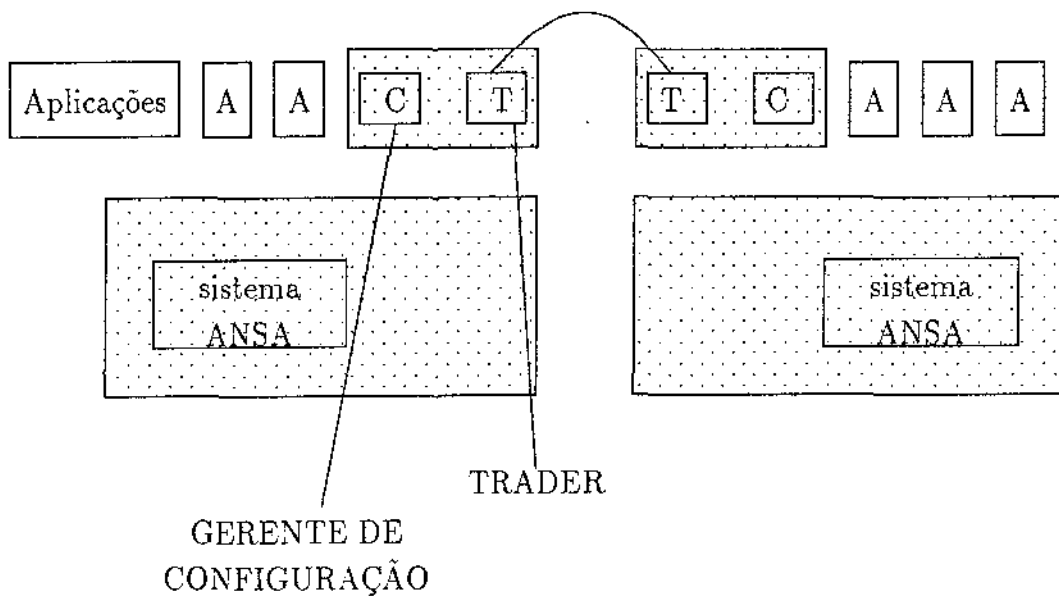 Aplicações A A C T T C A A A
sistema
ANSA
sistema
ANSA
TRADER
GERENTE DE
CONFIGURAÇÃO